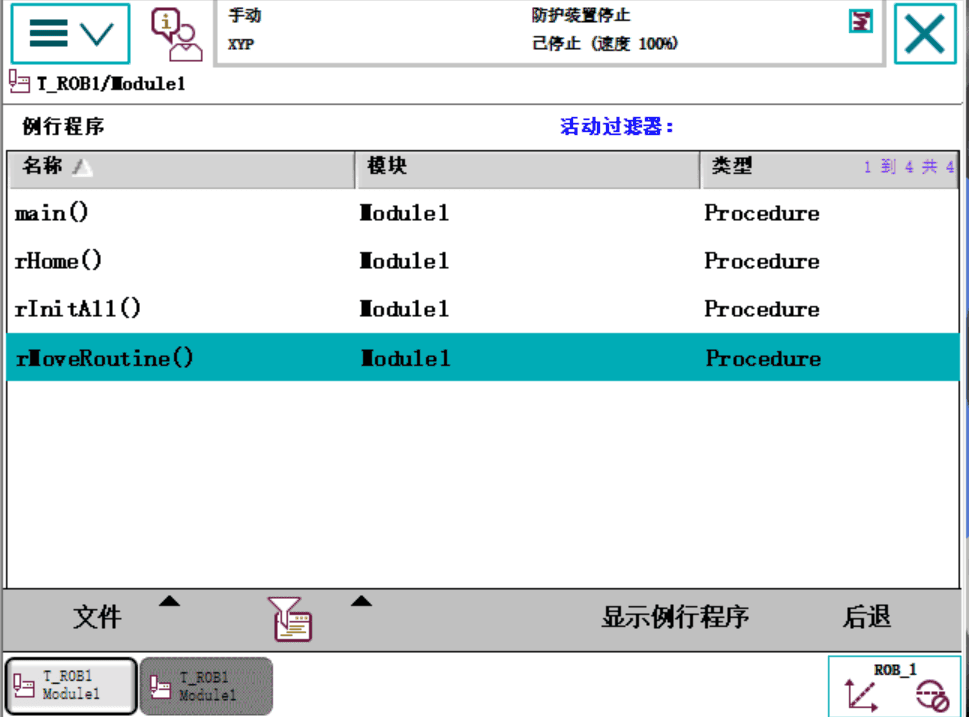 手动 防护装置停止
XYP 已停止 (速度 100%)
T_ROB1/Module1
例行程序 活动过滤器:
名称 模块 类型 1 到 4 共 4
main() Module1 Procedure
rHome() Module1 Procedure
rInitAll() Module1 Procedure
rMoveRoutine() Module1 Procedure
文件 显示例行程序 后退
T_ROB1 T_ROB1 ROB_1
Module1 Module1